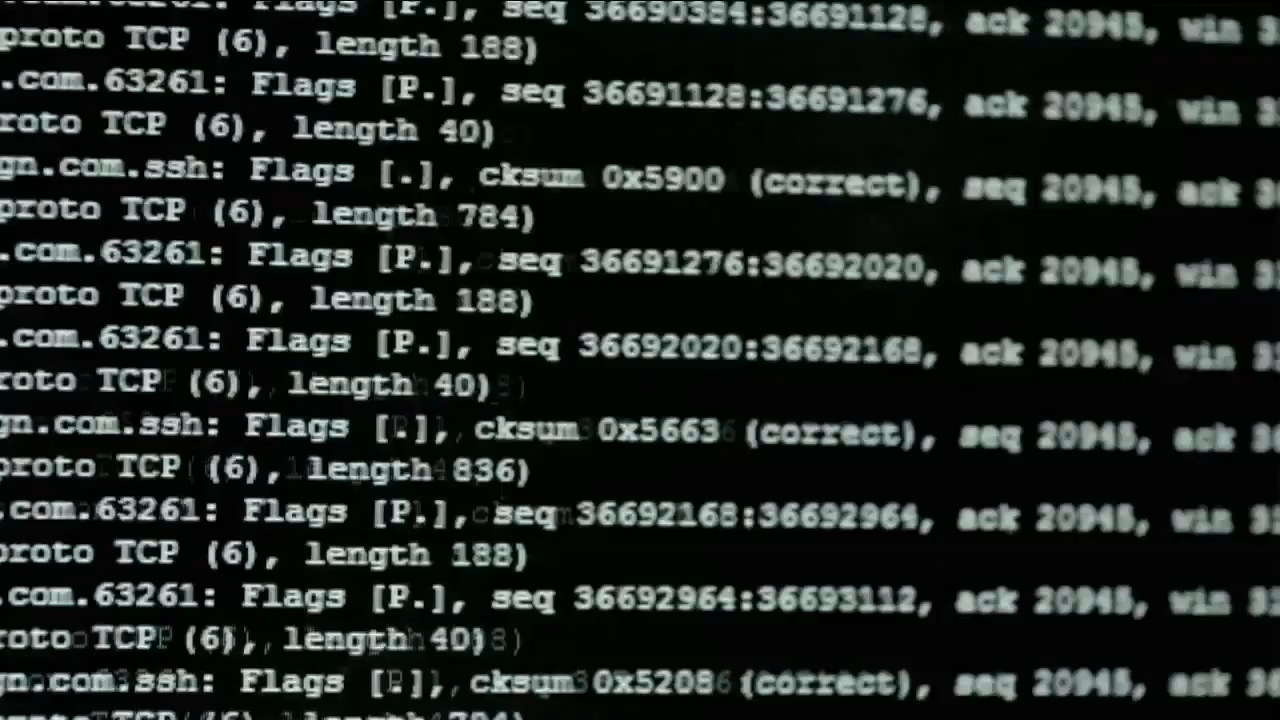 Flags [P.], seq 36690384:36691128, ack 20945, win
proto TCP (6), length 188)
.com.63261: Flags [P.], seq 36691128:36691276, ack 20945, win
roto TCP (6), length 40)
gn.com.ssh: Flags [.], cksum 0x5900 (correct), seq 20945, ack
proto TCP (6), length 784)
.com.63261: Flags [P.], seq 36691276:36692020, ack 20945, win
proto TCP (6), length 188)
.com.63261: Flags [P.], seq 36692020:36692168, ack 20945, win
roto TCP (6), length 40)
gn.com.ssh: Flags [.], cksum 0x5663 (correct), seq 20945, ack
proto TCP (6), length 836)
.com.63261: Flags [P.], seq 36692168:36692964, ack 20945, win
proto TCP (6), length 188)
.com.63261: Flags [P.], seq 36692964:36693112, ack 20945, win
roto TCP (6), length 40)
gn.com.ssh: Flags [.], cksum 0x5208 (correct), seq 20945, ack
TCP (6), length 784)